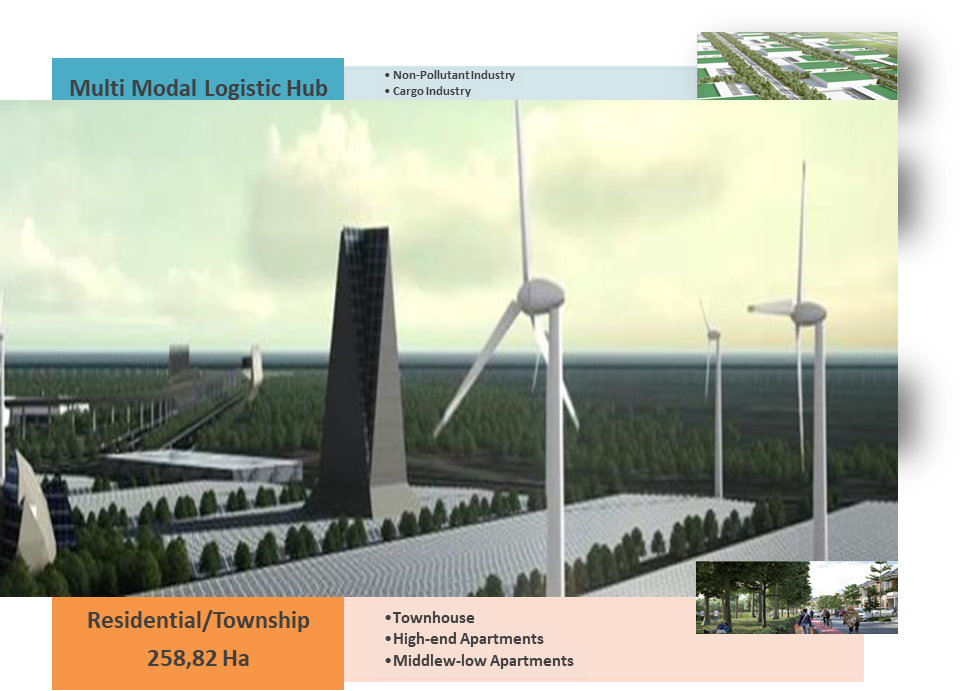 Multi Modal Logistic Hub
• Non-Pollutant Industry
• Cargo Industry
Residential/Township
258,82 Ha
•Townhouse
•High-end Apartments
•Middlew-low Apartments